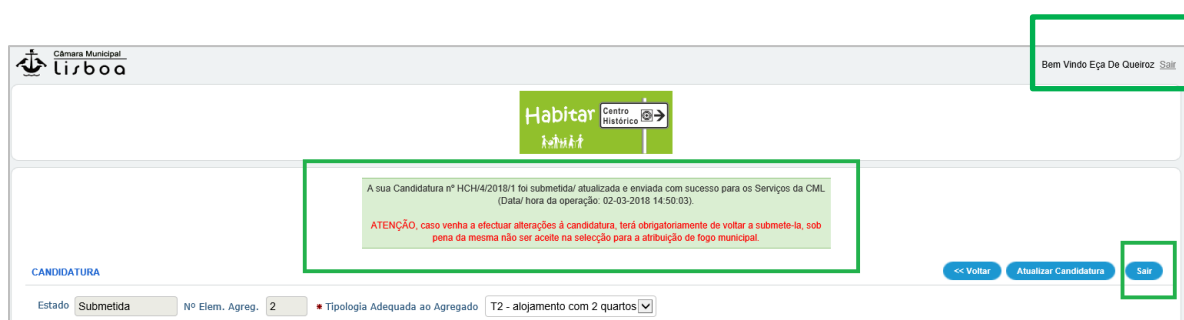 Câmara Municipal
Lisboa
Bem Vindo Eça De Queiroz Sair
Habitar Centro
Histórico
A sua Candidatura nº HCH/4/2018/1 foi submetida/ atualizada e enviada com sucesso para os Serviços da CML
(Data/ hora da operação: 02-03-2018 14:50:03).
ATENÇÃO, caso venha a efectuar alterações á candidatura, terá obrigatoriamente de voltar a submete-la, sob
pena da mesma não ser aceite na selecção para a atribuição de fogo municipal.
CANDIDATURA << Voltar Atualizar Candidatura Sair
Estado Submetida Nº Elem. Agreg. 2 * Tipologia Adequada ao Agregado T2 - alojamento com 2 quartos